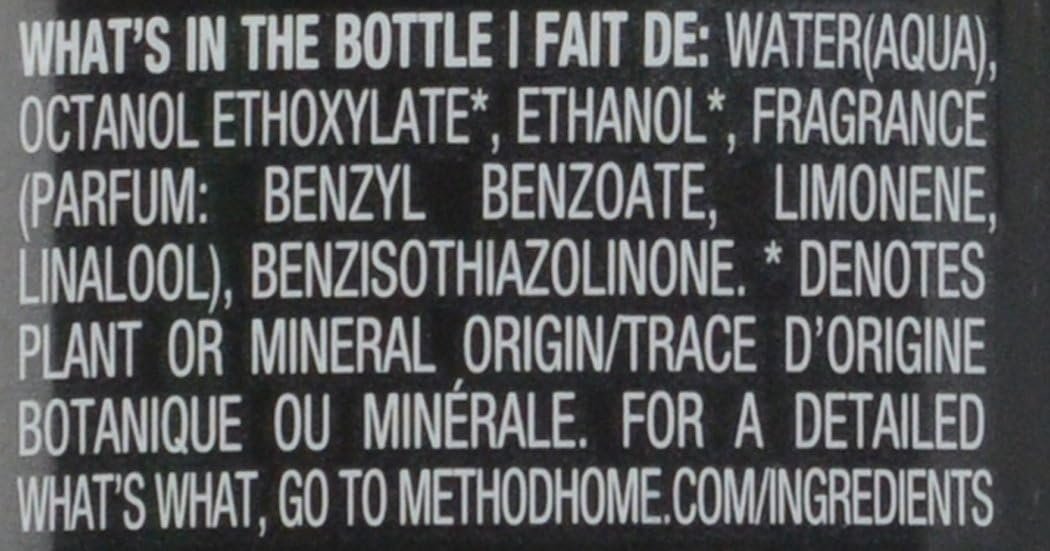 WHAT'S IN THE BOTTLE | FAIT DE: WATER(AQUA),
OCTANOL ETHOXYLATE*, ETHANOL*, FRAGRANCE
(PARFUM: BENZYL BENZOATE, LIMONENE,
LINALOOL), BENZISOTHIAZOLINONE. * DENOTES
PLANT OR MINERAL ORIGIN/TRACE D'ORIGINE
BOTANIQUE OU MINÉRALE. FOR A DETAILED
WHAT'S WHAT, GO TO METHODHOME.COM/INGREDIENTS